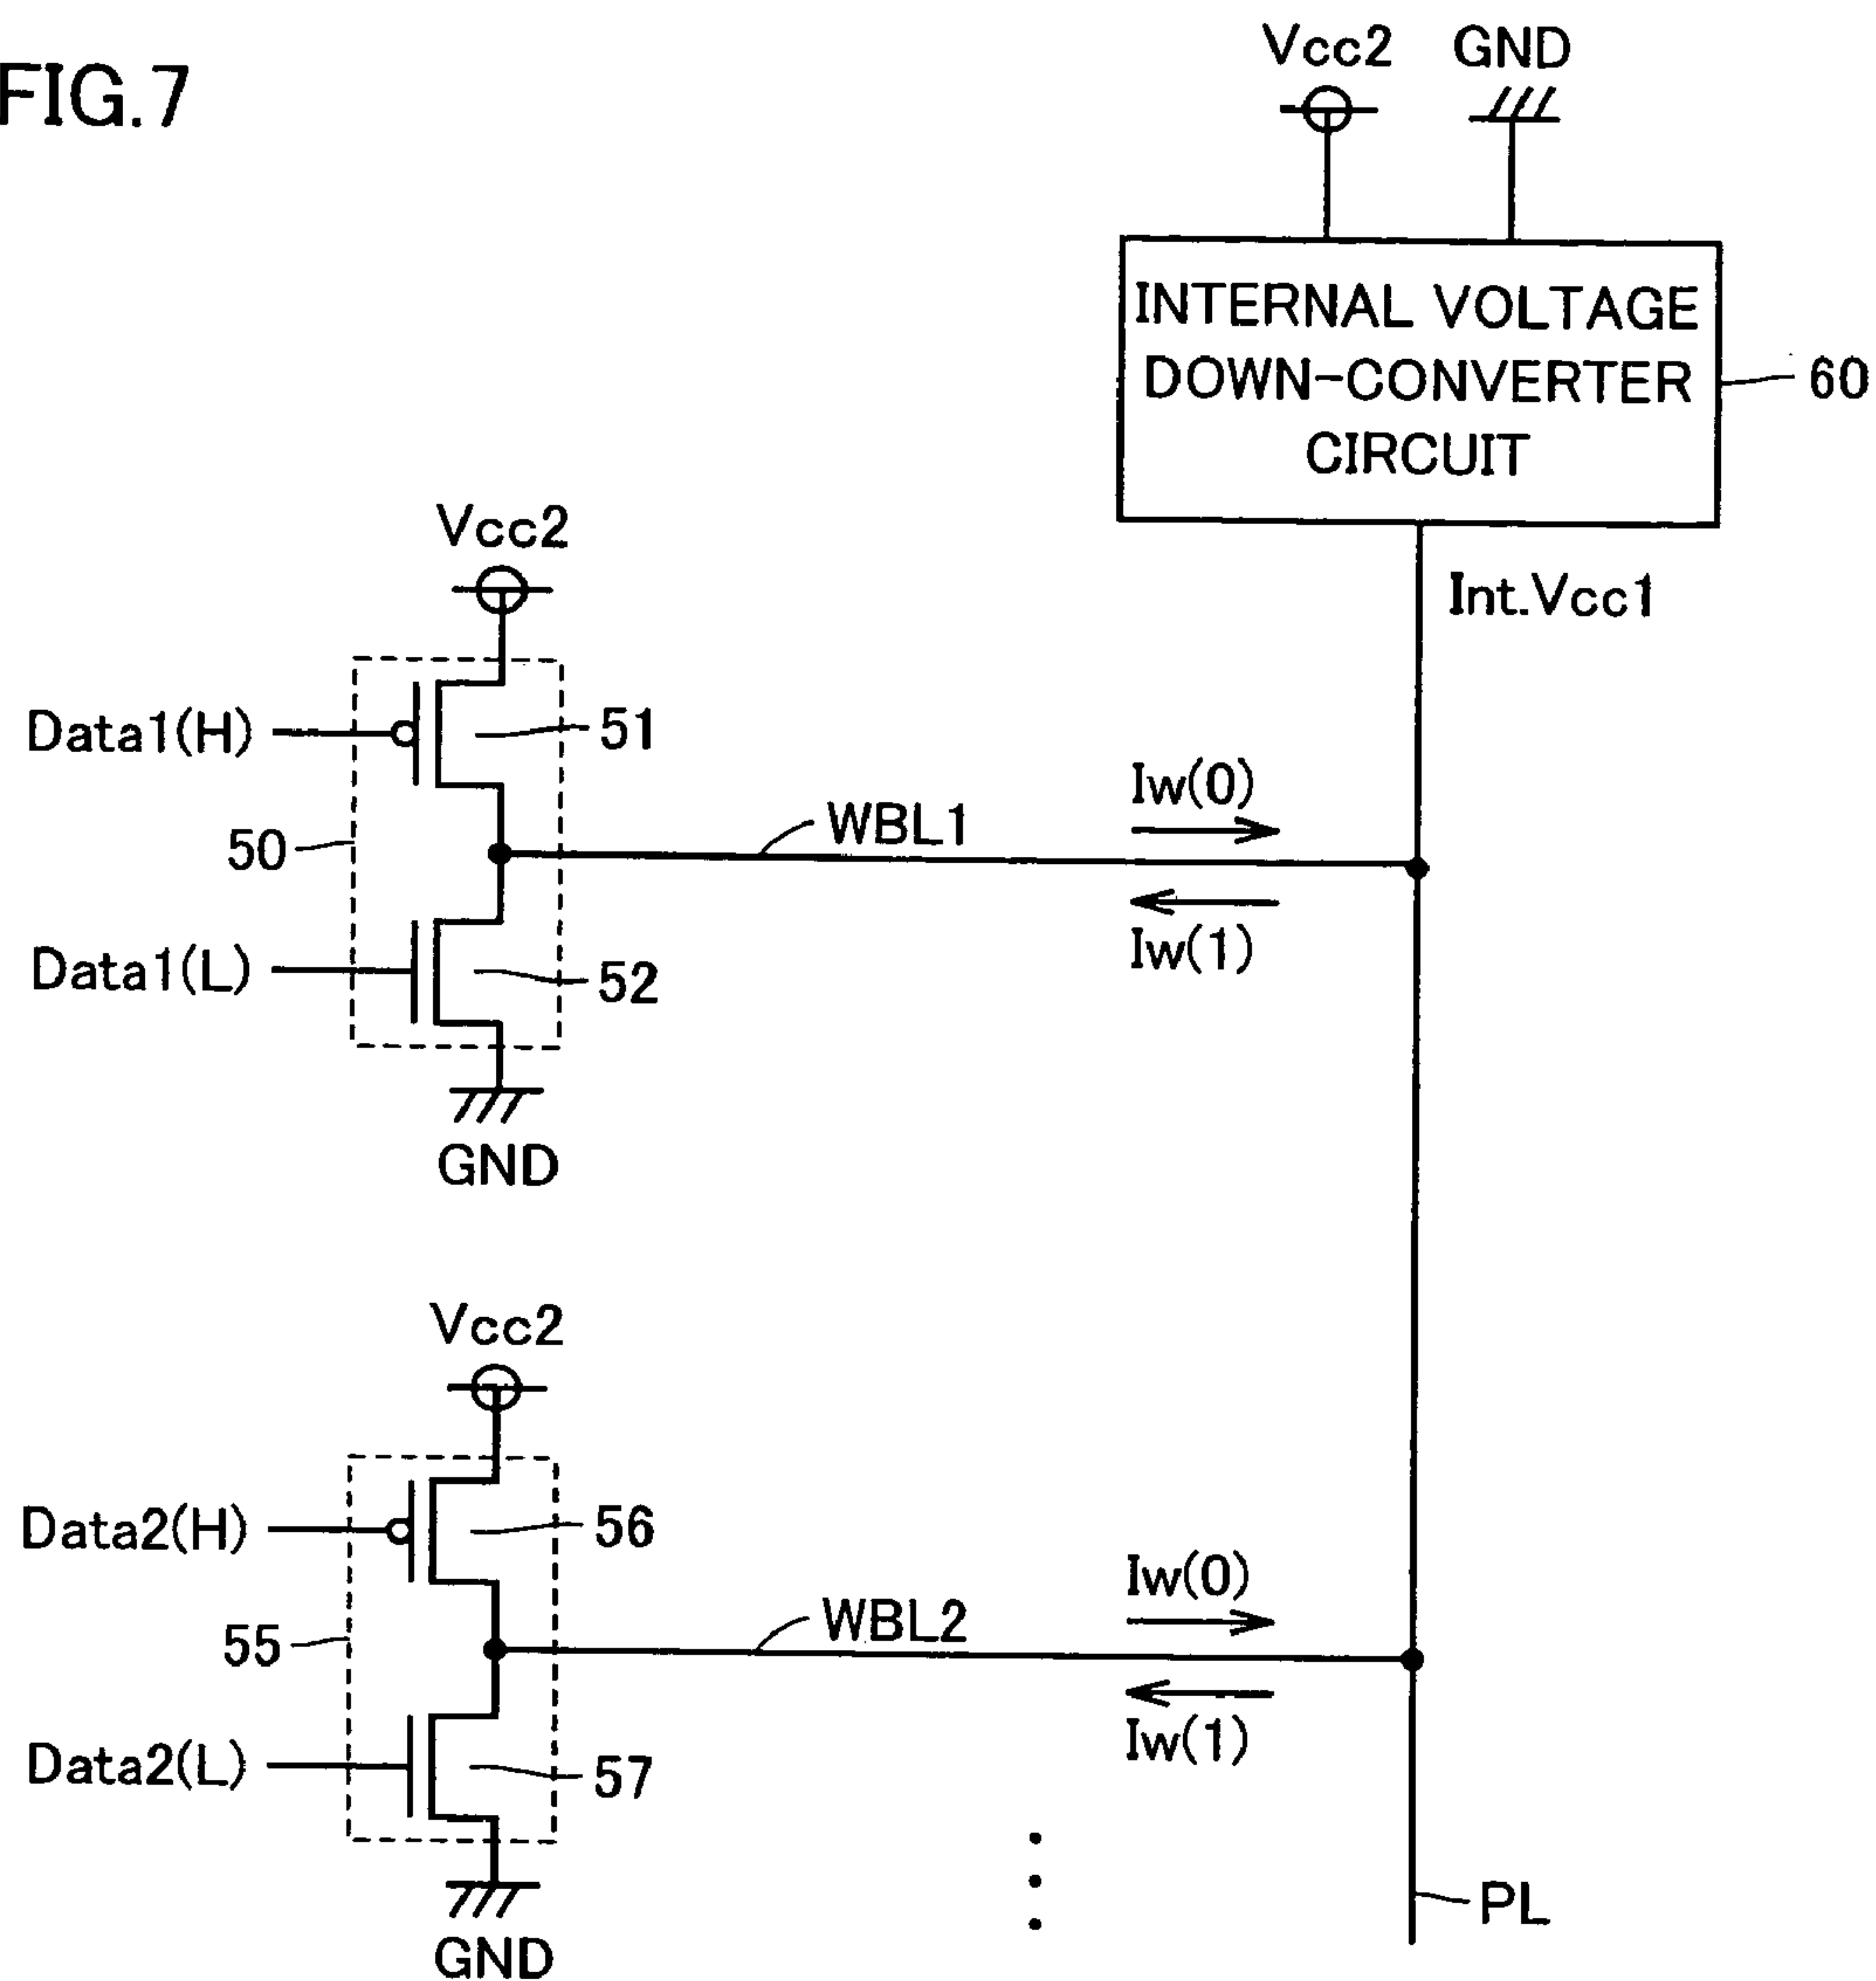 FIG.7
Vcc2 GND
INTERNAL VOLTAGE
DOWN-CONVERTER
CIRCUIT
60
Int.Vcc1
Vcc2
Data1(H)
51
50
WBL1
Iw(0)
Iw(1)
Data1(L)
52
GND
Vcc2
Data2(H)
56
55
WBL2
Iw(0)
Iw(1)
Data2(L)
57
GND
PL